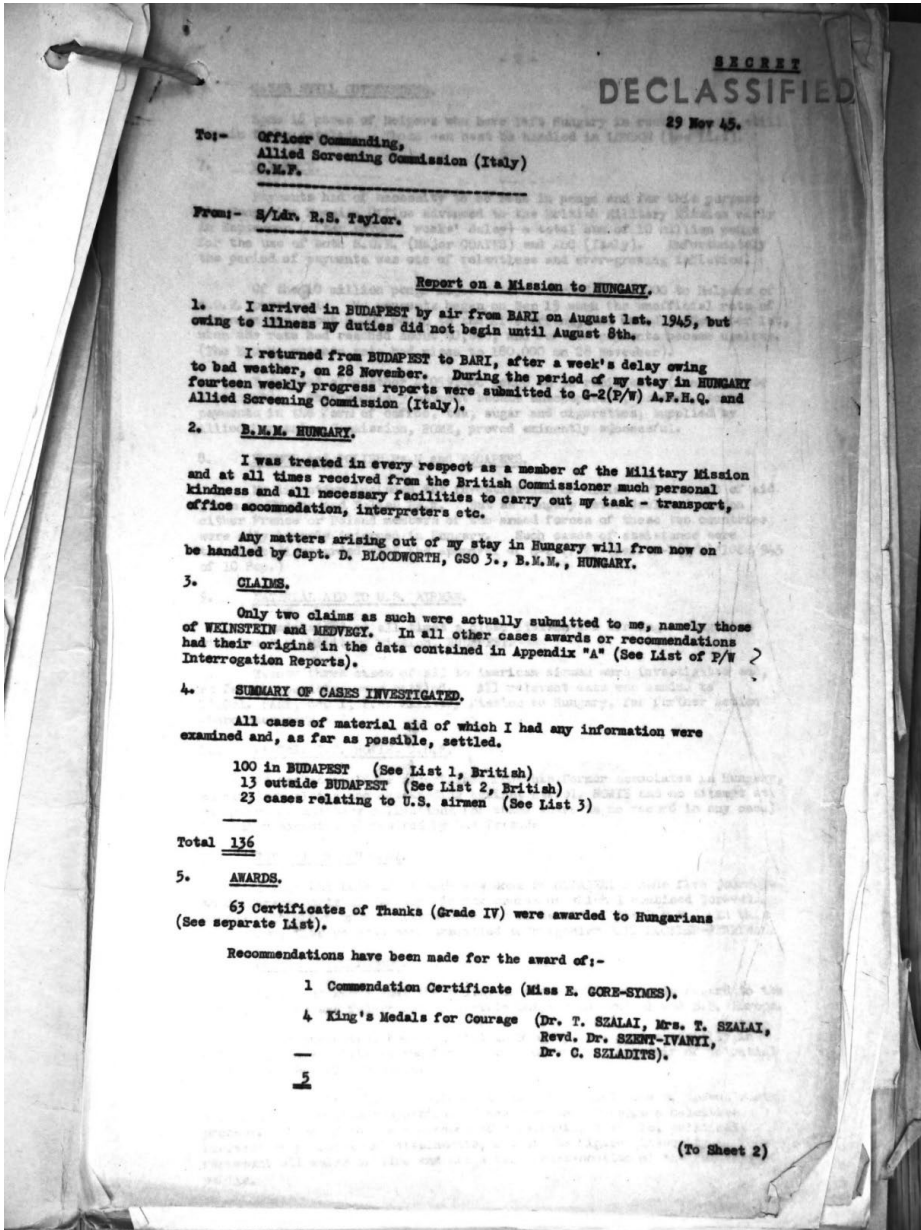 SECRET
DECLASSIFIED
29 Nov 45.
To:- Officer Commanding,
Allied Screening Commission (Italy)
C.M.F.
From:- S/Ldr. R.S. Taylor.
Report on a Mission to HUNGARY.
1. I arrived in BUDAPEST by air from BARI on August 1st. 1945, but
owing to illness my duties did not begin until August 8th.
I returned from BUDAPEST to BARI, after a week's delay owing
to bad weather, on 28 November. During the period of my stay in HUNGARY
fourteen weekly progress reports were submitted to G-2(P/W) A.F.H.Q. and
Allied Screening Commission (Italy).
2. B.M.M. HUNGARY.
I was treated in every respect as a member of the Military Mission
and at all times received from the British Commissioner much personal
kindness and all necessary facilities to carry out my task - transport,
office accommodation, interpreters etc.
Any matters arising out of my stay in Hungary will from now on
be handled by Capt. D. BLOODWORTH, GSO 3., B.M.M., HUNGARY.
3. CLAIMS.
Only two claims as such were actually submitted to me, namely those
of WEINSTEIN and MEDVEGY. In all other cases awards or recommendations
had their origins in the data contained in Appendix "A" (See List of P/W ?
Interrogation Reports).
4. SUMMARY OF CASES INVESTIGATED.
All cases of material aid of which I had any information were
examined and, as far as possible, settled.
100 in BUDAPEST (See List 1, British)
13 outside BUDAPEST (See List 2, British)
23 cases relating to U.S. airmen (See List 3)
Total 136
5. AWARDS.
63 Certificates of Thanks (Grade IV) were awarded to Hungarians
(See separate List).
Recommendations have been made for the award of:-
1 Commendation Certificate (Miss E. GORE-SYMES).
4 King's Medals for Courage (Dr. T. SZALAI, Mrs. T. SZALAI,
Revd. Dr. SZENT-IVANYI,
Dr. C. SZLADITS).
5
(To Sheet 2)